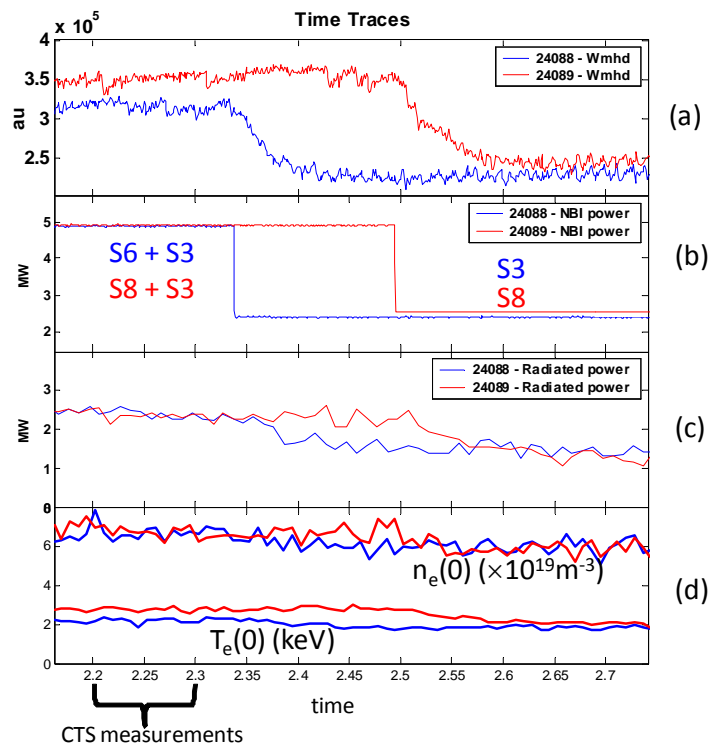 Time Traces
4 x 10^5
3.5
3
2.5
au
24088 - Wmhd
24089 - Wmhd
(a)
5
4
3
2
MW
24088 - NBI power
24089 - NBI power
S6 + S3
S8 + S3
S3
S8
(b)
3
2
1
MW
24088 - Radiated power
24089 - Radiated power
(c)
8
6
4
2
0
n_e(0) (×10^19 m^-3)
T_e(0) (keV)
(d)
2.2 2.25 2.3 2.35 2.4 2.45 2.5 2.55 2.6 2.65 2.7
time
CTS measurements